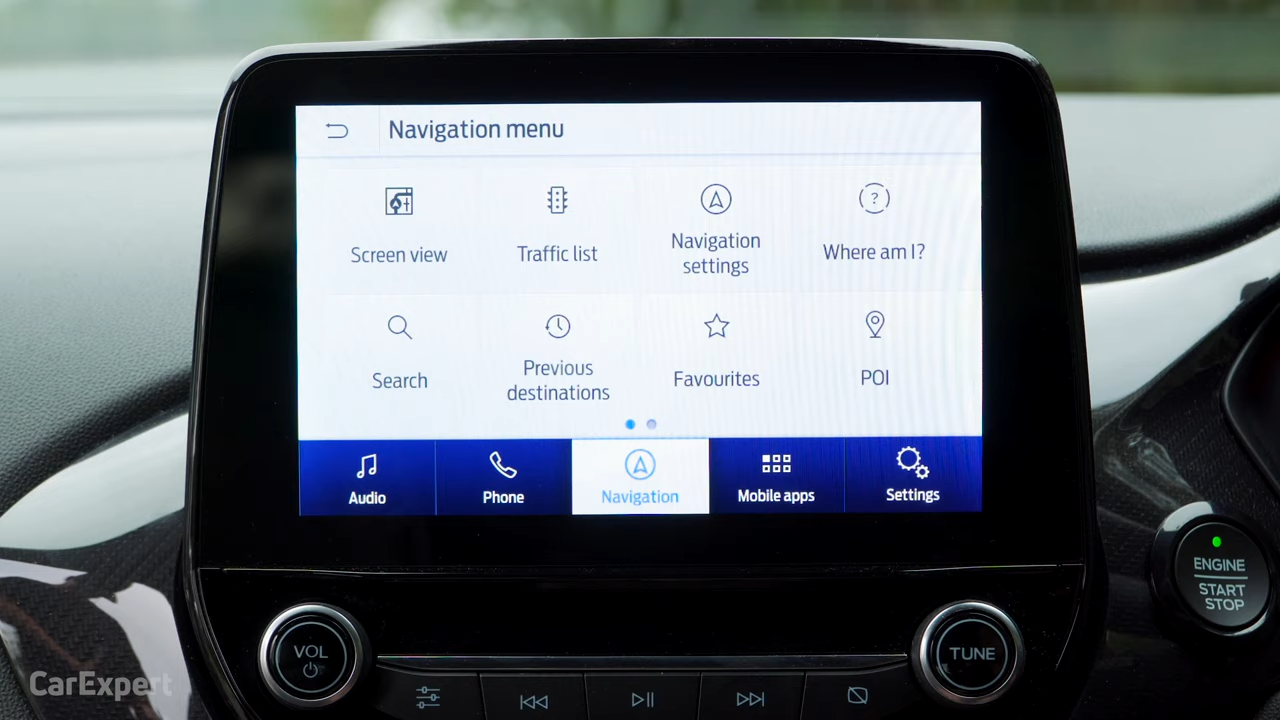 Navigation menu
Screen view
Traffic list
Navigation
settings
Where am I?
?
Search
Previous
destinations
Favourites
POI
Audio
Phone
Navigation
Mobile apps
Settings
ENGINE
START
STOP
VOL
TUNE
CarExpert